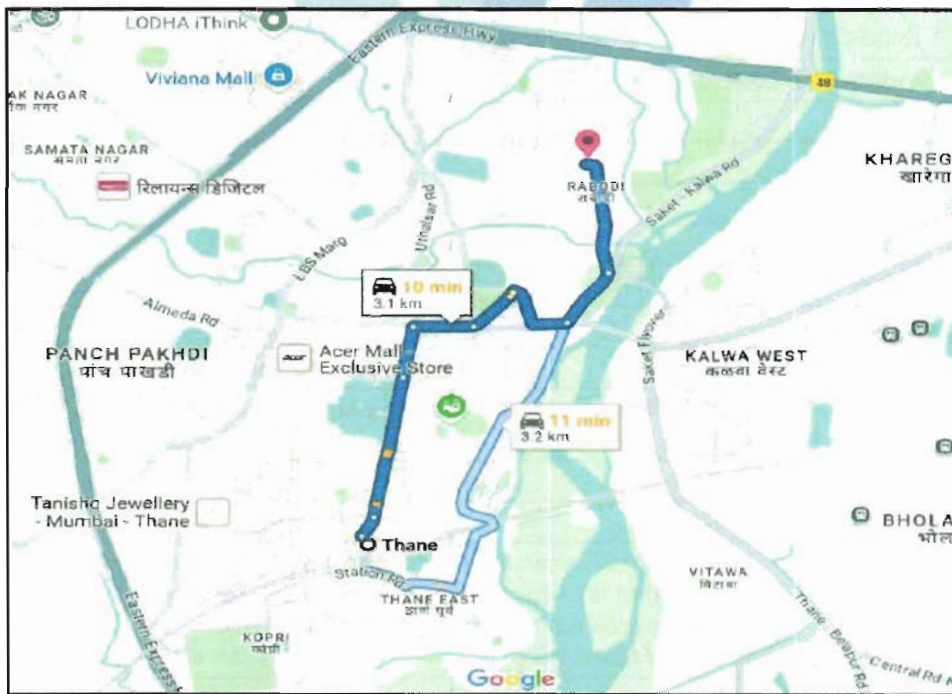 LODHA iThink
Eastern Express Hwy
Viviana Mall
48
AK NAGAR
SAMATA NAGAR
समता नगर
रिलायन्स डिजिटल
RABODI
राबोडी
KHAREG
खारेगा
Saket - Kalwa Rd
Uthalsar Rd
LBS Marg
10 min
3.1 km
Almeda Rd
PANCH PAKHDI
पांच पाखडी
acer
Acer Mall -
Exclusive Store
Saket Flyover
KALWA WEST
कळवा वेस्ट
11 min
3.2 km
Tanishq Jewellery
- Mumbai - Thane
Thane
BHOLA
भोल
Station Rd
THANE EAST
ठाणे पूर्व
VITAWA
विटावा
KOPRI
कोपरी
Eastern Express
Thane - Belapur Rd
Central Rd
Google